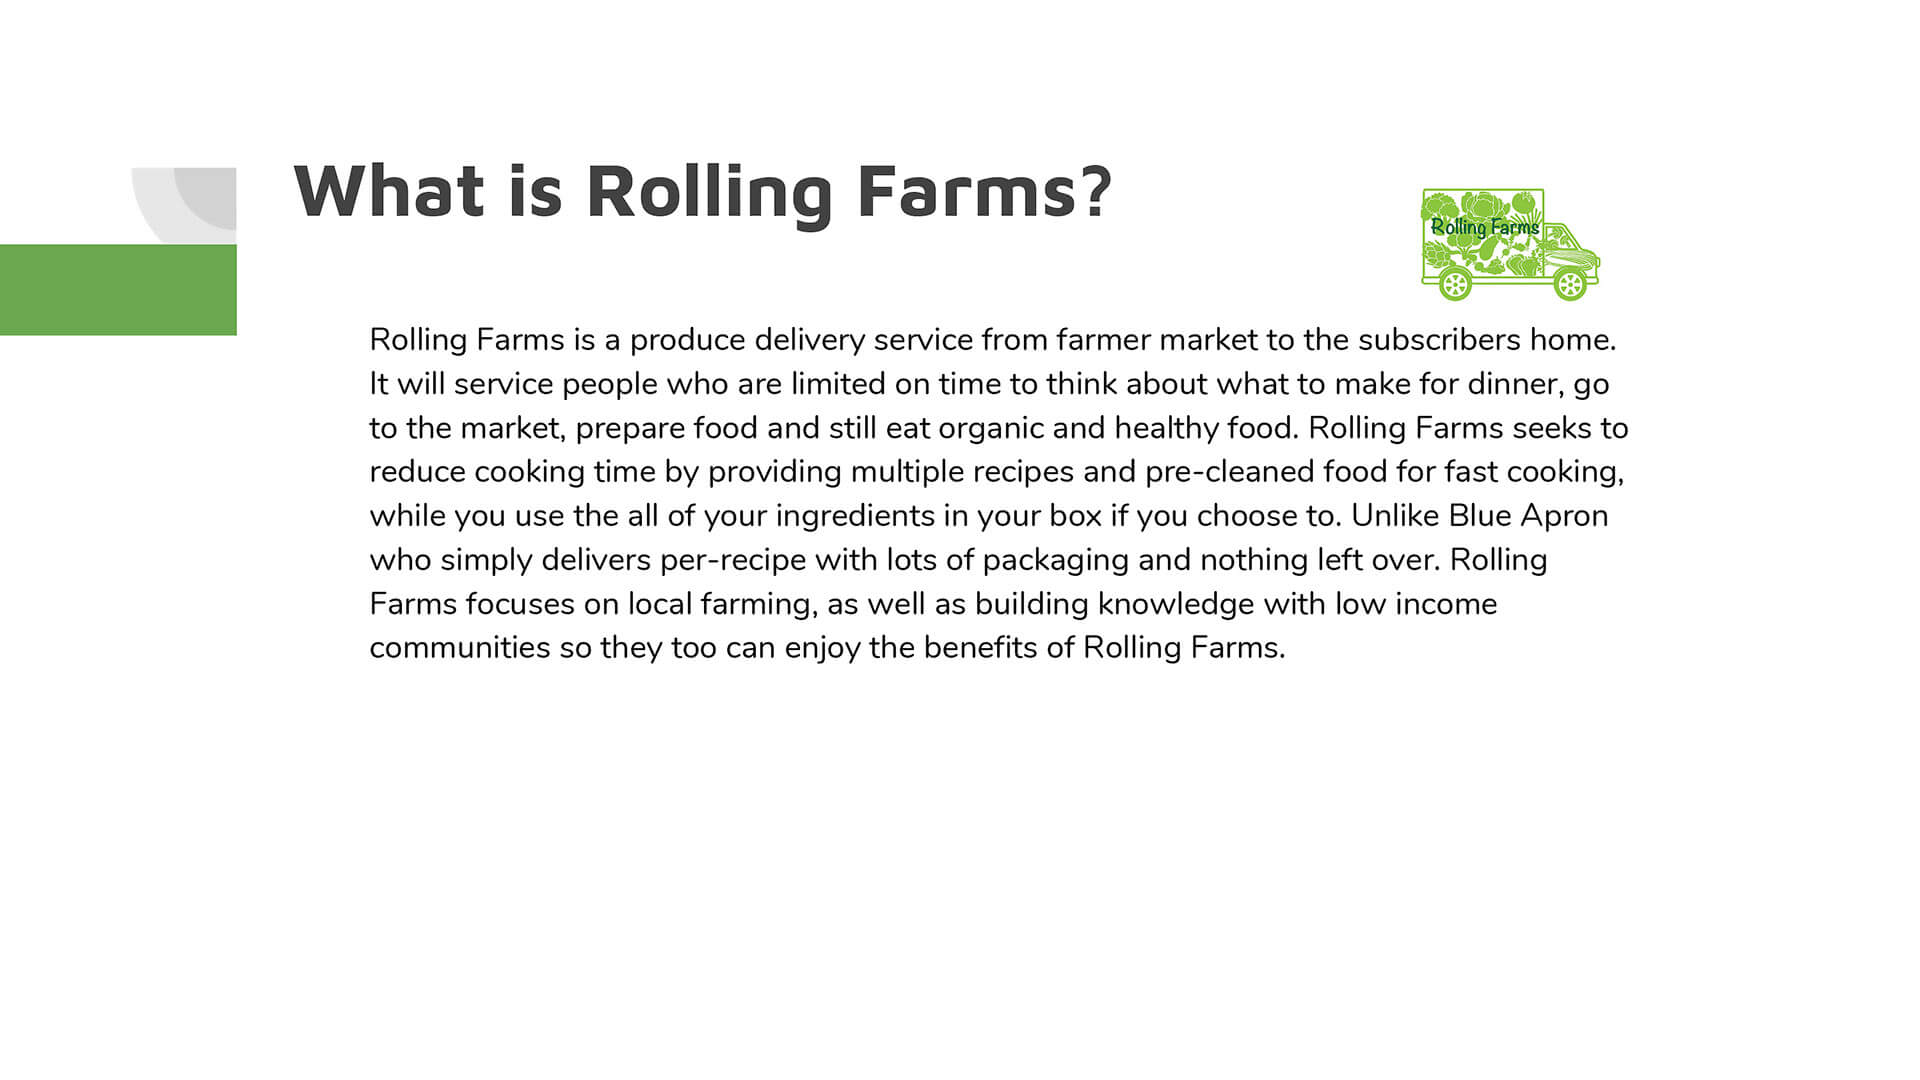 What is Rolling Farms?
Rolling Farms
Rolling Farms is a produce delivery service from farmer market to the subscribers home.
It will service people who are limited on time to think about what to make for dinner, go
to the market, prepare food and still eat organic and healthy food. Rolling Farms seeks to
reduce cooking time by providing multiple recipes and pre-cleaned food for fast cooking,
while you use the all of your ingredients in your box if you choose to. Unlike Blue Apron
who simply delivers per-recipe with lots of packaging and nothing left over. Rolling
Farms focuses on local farming, as well as building knowledge with low income
communities so they too can enjoy the benefits of Rolling Farms.